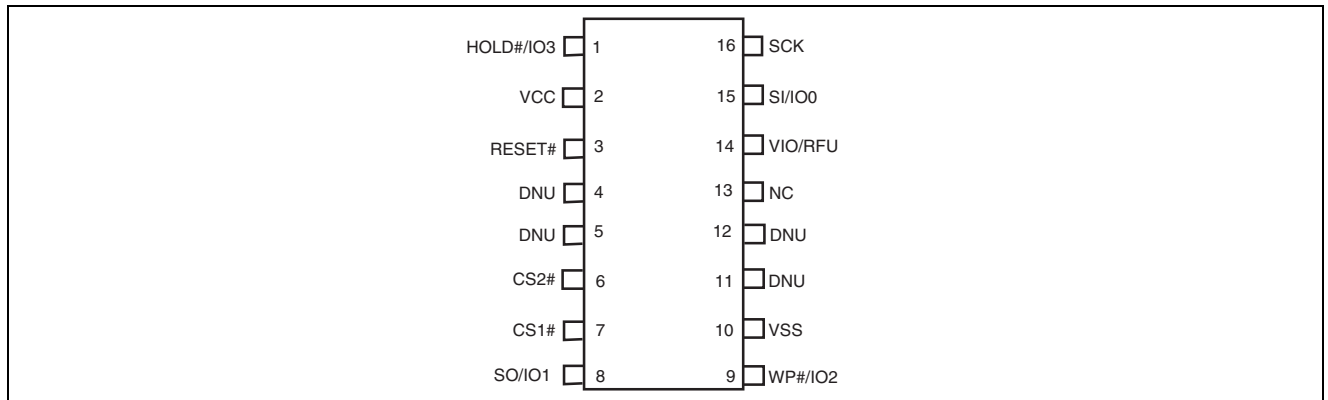 HOLD#/IO3 1 16 SCK
VCC 2 15 SI/IO0
RESET# 3 14 VIO/RFU
DNU 4 13 NC
DNU 5 12 DNU
CS2# 6 11 DNU
CS1# 7 10 VSS
SO/IO1 8 9 WP#/IO2